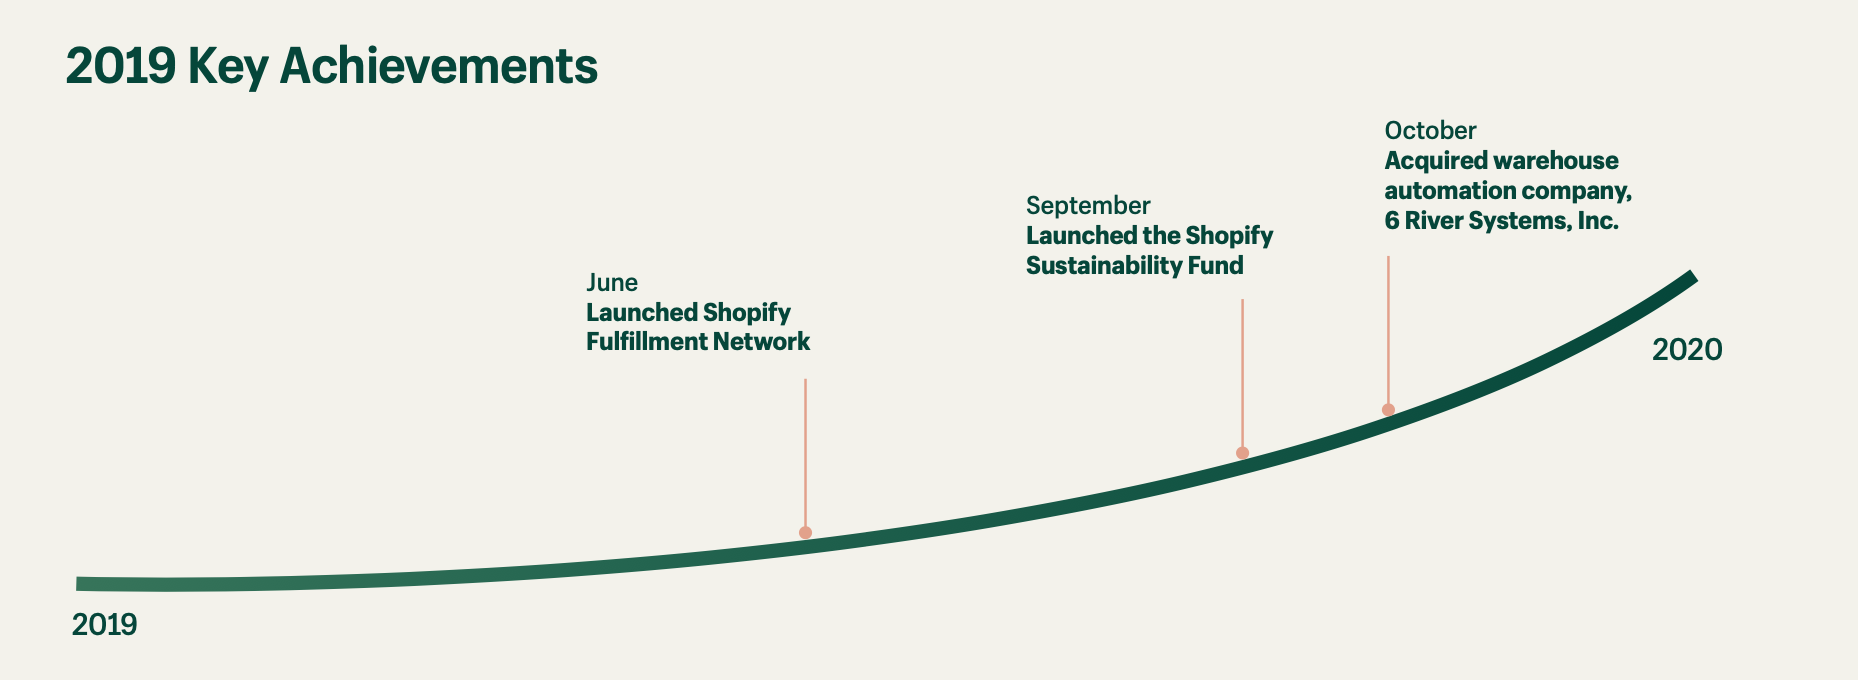 2019 Key Achievements
June
Launched Shopify
Fulfillment Network
September
Launched the Shopify
Sustainability Fund
October
Acquired warehouse
automation company,
6 River Systems, Inc.
2019
2020